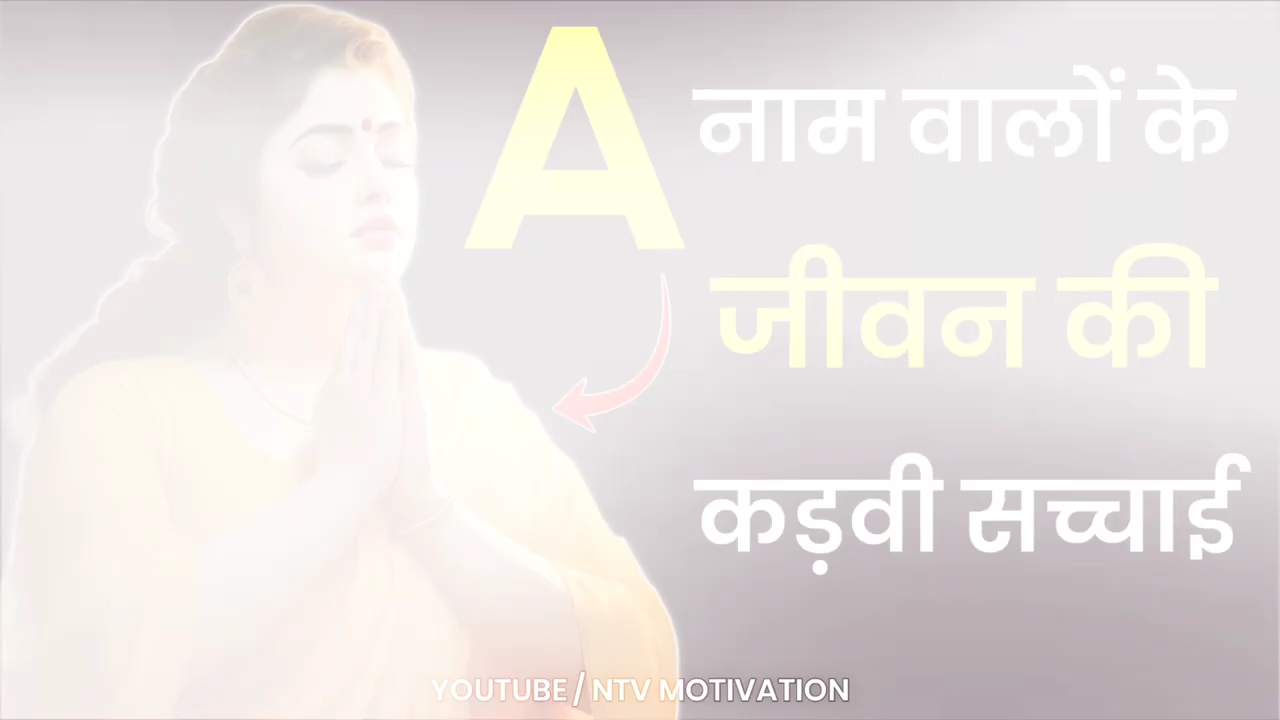 A नाम वालों के
जीवन की
कड़वी सच्चाई
YOUTUBE / NTV MOTIVATION